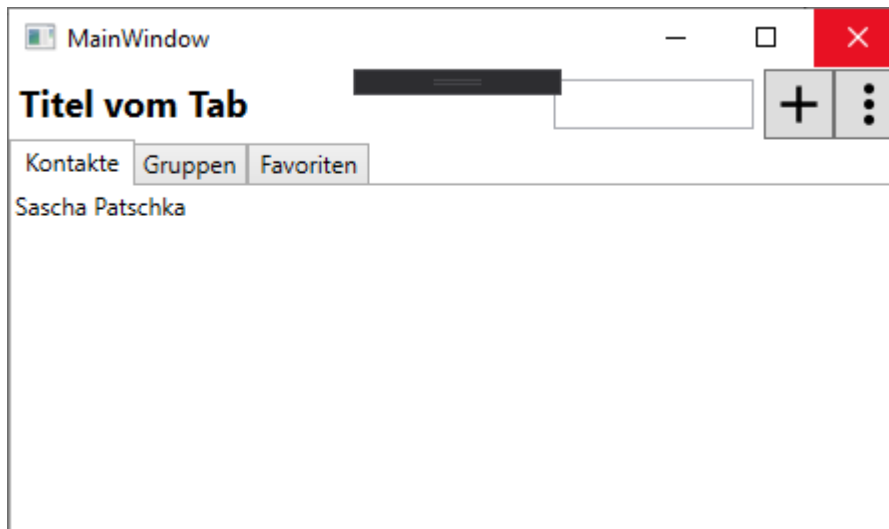 MainWindow
Titel vom Tab
Kontakte Gruppen Favoriten
Sascha Patschka